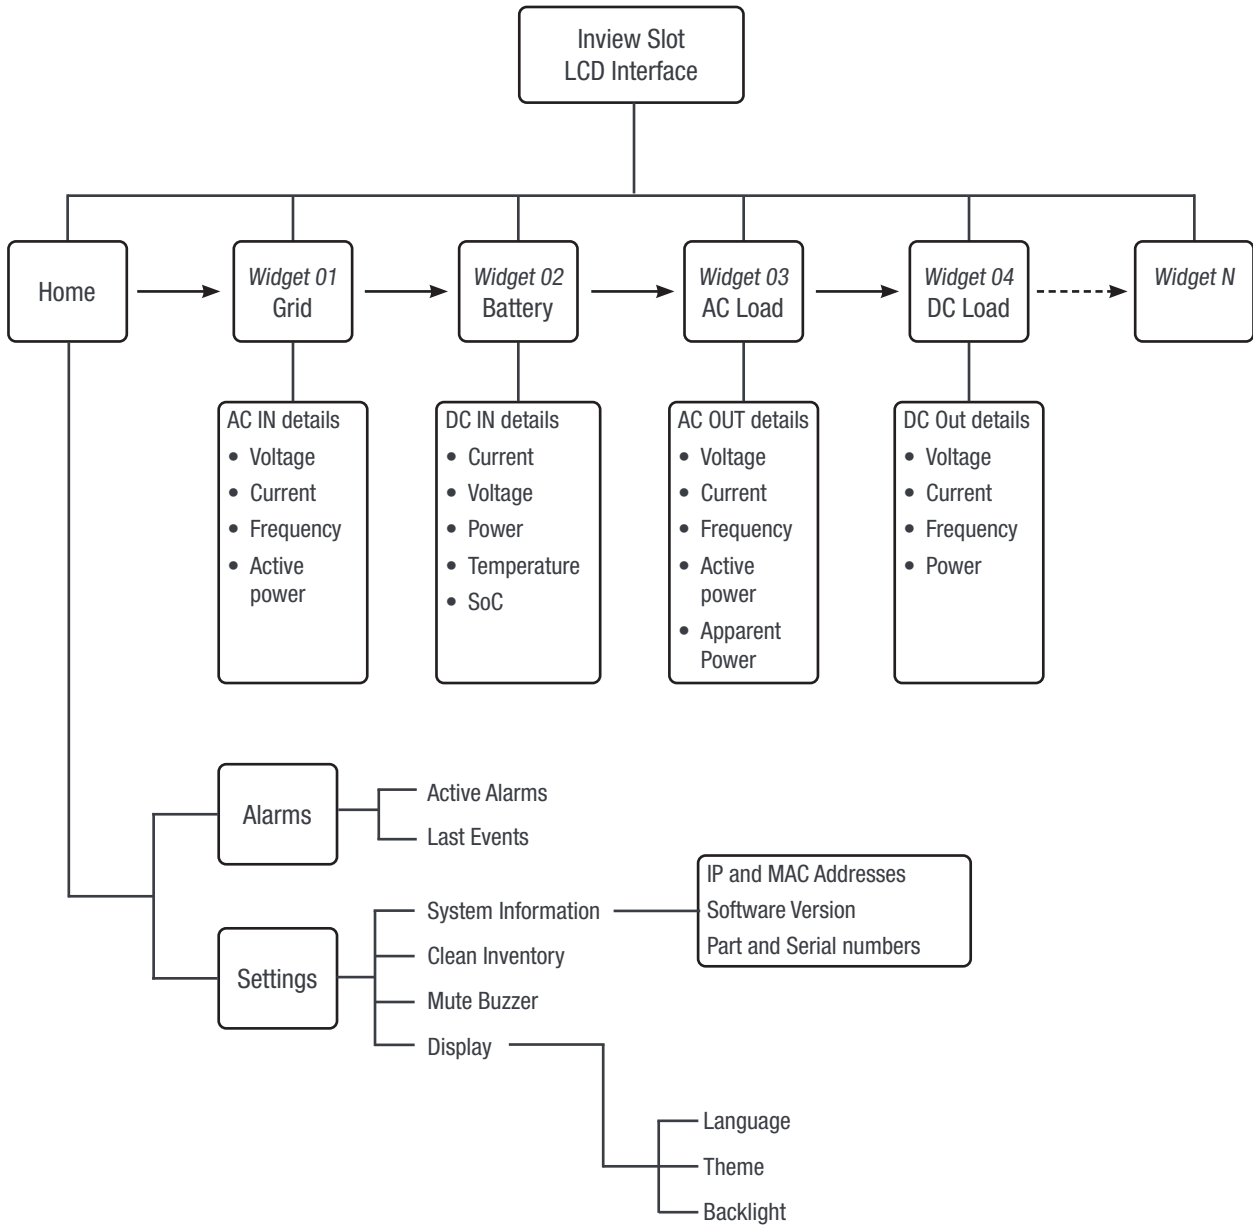 Inview Slot
LCD Interface
Home
Widget 01
Grid
Widget 02
Battery
Widget 03
AC Load
Widget 04
DC Load
Widget N
AC IN details
• Voltage
• Current
• Frequency
• Active
power
DC IN details
• Current
• Voltage
• Power
• Temperature
• SoC
AC OUT details
• Voltage
• Current
• Frequency
• Active
power
• Apparent
Power
DC Out details
• Voltage
• Current
• Frequency
• Power
Alarms
Active Alarms
Last Events
Settings
System Information
IP and MAC Addresses
Software Version
Part and Serial numbers
Clean Inventory
Mute Buzzer
Display
Language
Theme
Backlight